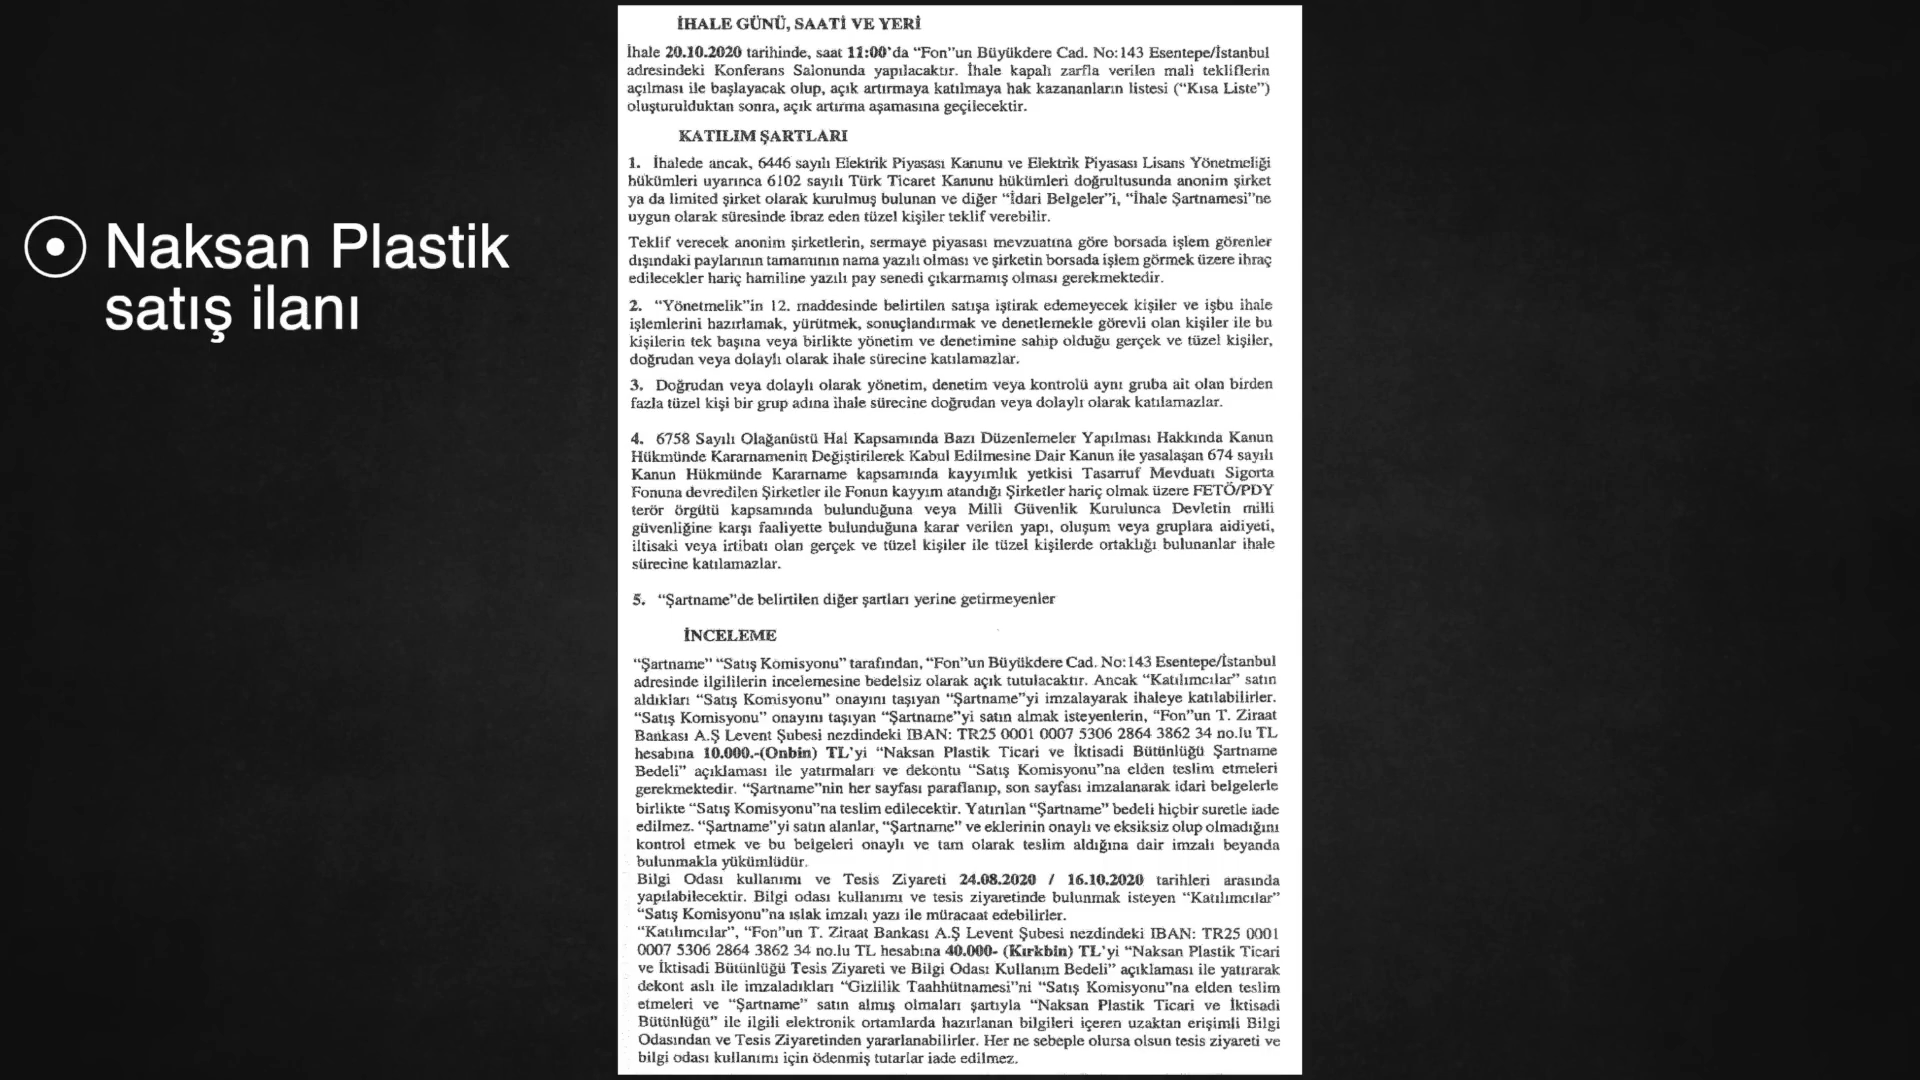 Naksan Plastik
satış ilanı
İHALE GÜNÜ, SAATİ VE YERİ
İhale 20.10.2020 tarihinde, saat 11:00’da “Fon”un Büyükdere Cad. No:143 Esentepe/İstanbul
adresindeki Konferans Salonunda yapılacaktır. İhale kapalı zarfla verilen mali tekliflerin
açılması ile başlayacak olup, açık artırmaya katılmaya hak kazananların listesi (“Kısa Liste”)
oluşturulduktan sonra, açık artırma aşamasına geçilecektir.
KATILIM ŞARTLARI
1. İhalede ancak, 6446 sayılı Elektrik Piyasası Kanunu ve Elektrik Piyasası Lisans Yönetmeliği
hükümleri uyarınca 6102 sayılı Türk Ticaret Kanunu hükümleri doğrultusunda anonim şirket
ya da limited şirket olarak kurulmuş bulunan ve diğer “İdari Belgeler”i, “İhale Şartnamesi”ne
uygun olarak süresinde ibraz eden tüzel kişiler teklif verebilir.
Teklif verecek anonim şirketlerin, sermaye piyasası mevzuatına göre borsada işlem görenler
dışındaki paylarının tamamının nama yazılı olması ve şirketin borsada işlem görmek üzere ihraç
edilecekler hariç hamiline yazılı pay senedi çıkarmamış olması gerekmektedir.
2. “Yönetmelik”in 12. maddesinde belirtilen satışa iştirak edemeyecek kişiler ve işbu ihale
işlemlerini hazırlamak, yürütmek, sonuçlandırmak ve denetlemekle görevli olan kişiler ile bu
kişilerin tek başına veya birlikte yönetim ve denetimine sahip olduğu gerçek ve tüzel kişiler,
doğrudan veya dolaylı olarak ihale sürecine katılamazlar.
3. Doğrudan veya dolaylı olarak yönetim, denetim veya kontrolü aynı gruba ait olan birden
fazla tüzel kişi bir grup adına ihale sürecine doğrudan veya dolaylı olarak katılamazlar.
4. 6758 Sayılı Olağanüstü Hal Kapsamında Bazı Düzenlemeler Yapılması Hakkında Kanun
Hükmünde Kararnamenin Değiştirilerek Kabul Edilmesine Dair Kanun ile yasalaşan 674 sayılı
Kanun Hükmünde Kararname kapsamında kayyımlık yetkisi Tasarruf Mevduatı Sigorta
Fonuna devredilen Şirketler ile Fonun kayyım atandığı Şirketler hariç olmak üzere FETÖ/PDY
terör örgütü kapsamında bulunduğuna veya Milli Güvenlik Kurulunca Devletin milli
güvenliğine karşı faaliyette bulunduğuna karar verilen yapı, oluşum veya gruplara aidiyeti,
iltisaki veya irtibatı olan gerçek ve tüzel kişiler ile tüzel kişilerde ortaklığı bulunanlar ihale
sürecine katılamazlar.
5. “Şartname”de belirtilen diğer şartları yerine getirmeyenler
İNCELEME
“Şartname” “Satış Komisyonu” tarafından, “Fon”un Büyükdere Cad. No:143 Esentepe/İstanbul
adresinde ilgililerin incelemesine bedelsiz olarak açık tutulacaktır. Ancak “Katılımcılar” satın
aldıkları “Satış Komisyonu” onayını taşıyan “Şartname”yi imzalayarak ihaleye katılabilirler.
“Satış Komisyonu” onayını taşıyan “Şartname”yi satın almak isteyenlerin, “Fon”un T. Ziraat
Bankası A.Ş Levent Şubesi nezdindeki IBAN: TR25 0001 0007 5306 2864 3862 34 no.lu TL
hesabına 10.000.-(Onbin) TL’yi “Naksan Plastik Ticari ve İktisadi Bütünlüğü Şartname
Bedeli” açıklaması ile yatırmaları ve dekontu “Satış Komisyonu”na elden teslim etmeleri
gerekmektedir. “Şartname”nin her sayfası paraflanıp, son sayfası imzalanarak idari belgelerle
birlikte “Satış Komisyonu”na teslim edilecektir. Yatırılan “Şartname” bedeli hiçbir suretle iade
edilmez. “Şartname”yi satın alanlar, “Şartname” ve eklerinin onaylı ve eksiksiz olup olmadığını
kontrol etmek ve bu belgeleri onaylı ve tam olarak teslim aldığına dair imzalı beyanda
bulunmakla yükümlüdür.
Bilgi Odası kullanımı ve Tesis Ziyareti 24.08.2020 / 16.10.2020 tarihleri arasında
yapılabilecektir. Bilgi odası kullanımı ve tesis ziyaretinde bulunmak isteyen “Katılımcılar”
“Satış Komisyonu”na ıslak imzalı yazı ile müracaat edebilirler.
“Katılımcılar”, “Fon”un T. Ziraat Bankası A.Ş Levent Şubesi nezdindeki IBAN: TR25 0001
0007 5306 2864 3862 34 no.lu TL hesabına 40.000- (Kırkbin) TL’yi “Naksan Plastik Ticari
ve İktisadi Bütünlüğü Tesis Ziyareti ve Bilgi Odası Kullanım Bedeli” açıklaması ile yatırarak
dekont aslı ile imzaladıkları “Gizlilik Taahhütnamesi”ni “Satış Komisyonu”na elden teslim
etmeleri ve “Şartname” satın almış olmaları şartıyla “Naksan Plastik Ticari ve İktisadi
Bütünlüğü” ile ilgili elektronik ortamlarda hazırlanan bilgileri içeren uzaktan erişimli Bilgi
Odasından ve Tesis Ziyaretinden yararlanabilirler. Her ne sebeple olursa olsun tesis ziyareti ve
bilgi odası kullanımı için ödenmiş tutarlar iade edilmez.